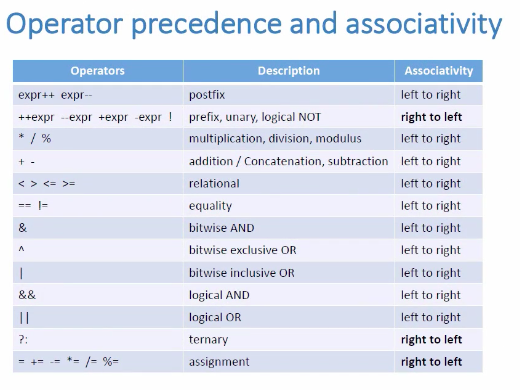 Operator precedence and associativity
Operators Description Associativity
expr++ expr-- postfix left to right
++expr --expr +expr -expr ! prefix, unary, logical NOT right to left
* / % multiplication, division, modulus left to right
+ - addition / Concatenation, subtraction left to right
< > <= >= relational left to right
== != equality left to right
& bitwise AND left to right
^ bitwise exclusive OR left to right
| bitwise inclusive OR left to right
&& logical AND left to right
|| logical OR left to right
?: ternary right to left
= += -= *= /= %= assignment right to left